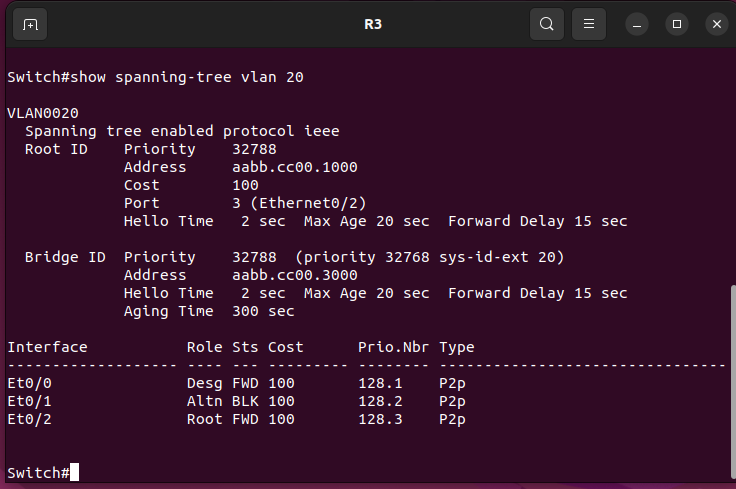 R3
Switch#show spanning-tree vlan 20
VLAN0020
  Spanning tree enabled protocol ieee
  Root ID    Priority    32788
             Address     aabb.cc00.1000
             Cost        100
             Port        3 (Ethernet0/2)
             Hello Time   2 sec  Max Age 20 sec  Forward Delay 15 sec
  Bridge ID  Priority    32788  (priority 32768 sys-id-ext 20)
             Address     aabb.cc00.3000
             Hello Time   2 sec  Max Age 20 sec  Forward Delay 15 sec
             Aging Time  300 sec
Interface           Role Sts Cost      Prio.Nbr Type
------------------- ---- --- --------- -------- --------------------------------
Et0/0               Desg FWD 100       128.1    P2p
Et0/1               Altn BLK 100       128.2    P2p
Et0/2               Root FWD 100       128.3    P2p
Switch#